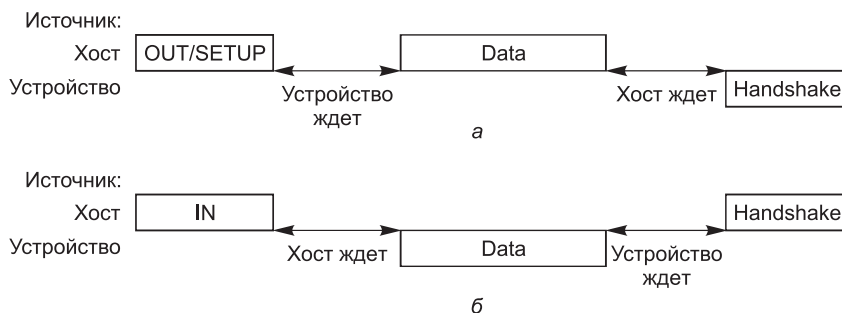 Источник:
Хост OUT/SETUP Data
Устройство Устройство ждет Хост ждет Handshake
а
Источник:
Хост IN Handshake
Устройство Хост ждет Data Устройство ждет
б